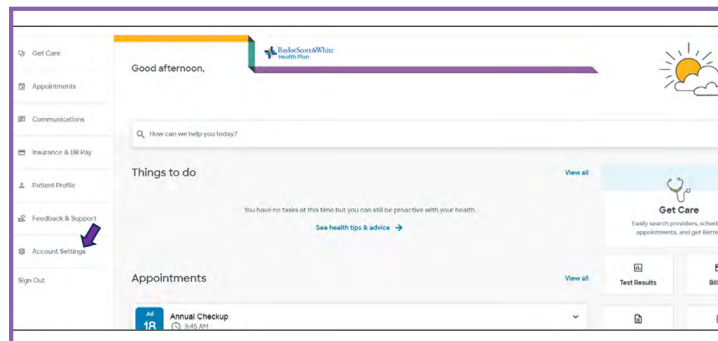 Get Care
Appointments
Communications
Insurance & Bill Pay
Patient Profile
Feedback & Support
Account Settings
Sign Out
BaylorScott&White
Health Plan
Good afternoon,
How can we help you today?
Things to do
View all
You have no tasks at this time but you can still be proactive with your health.
See health tips & advice →
Appointments
View all
18
Annual Checkup
9:45 AM
Get Care
Easily search providers, sched
appointments, and get Bette
Test Results
Bill